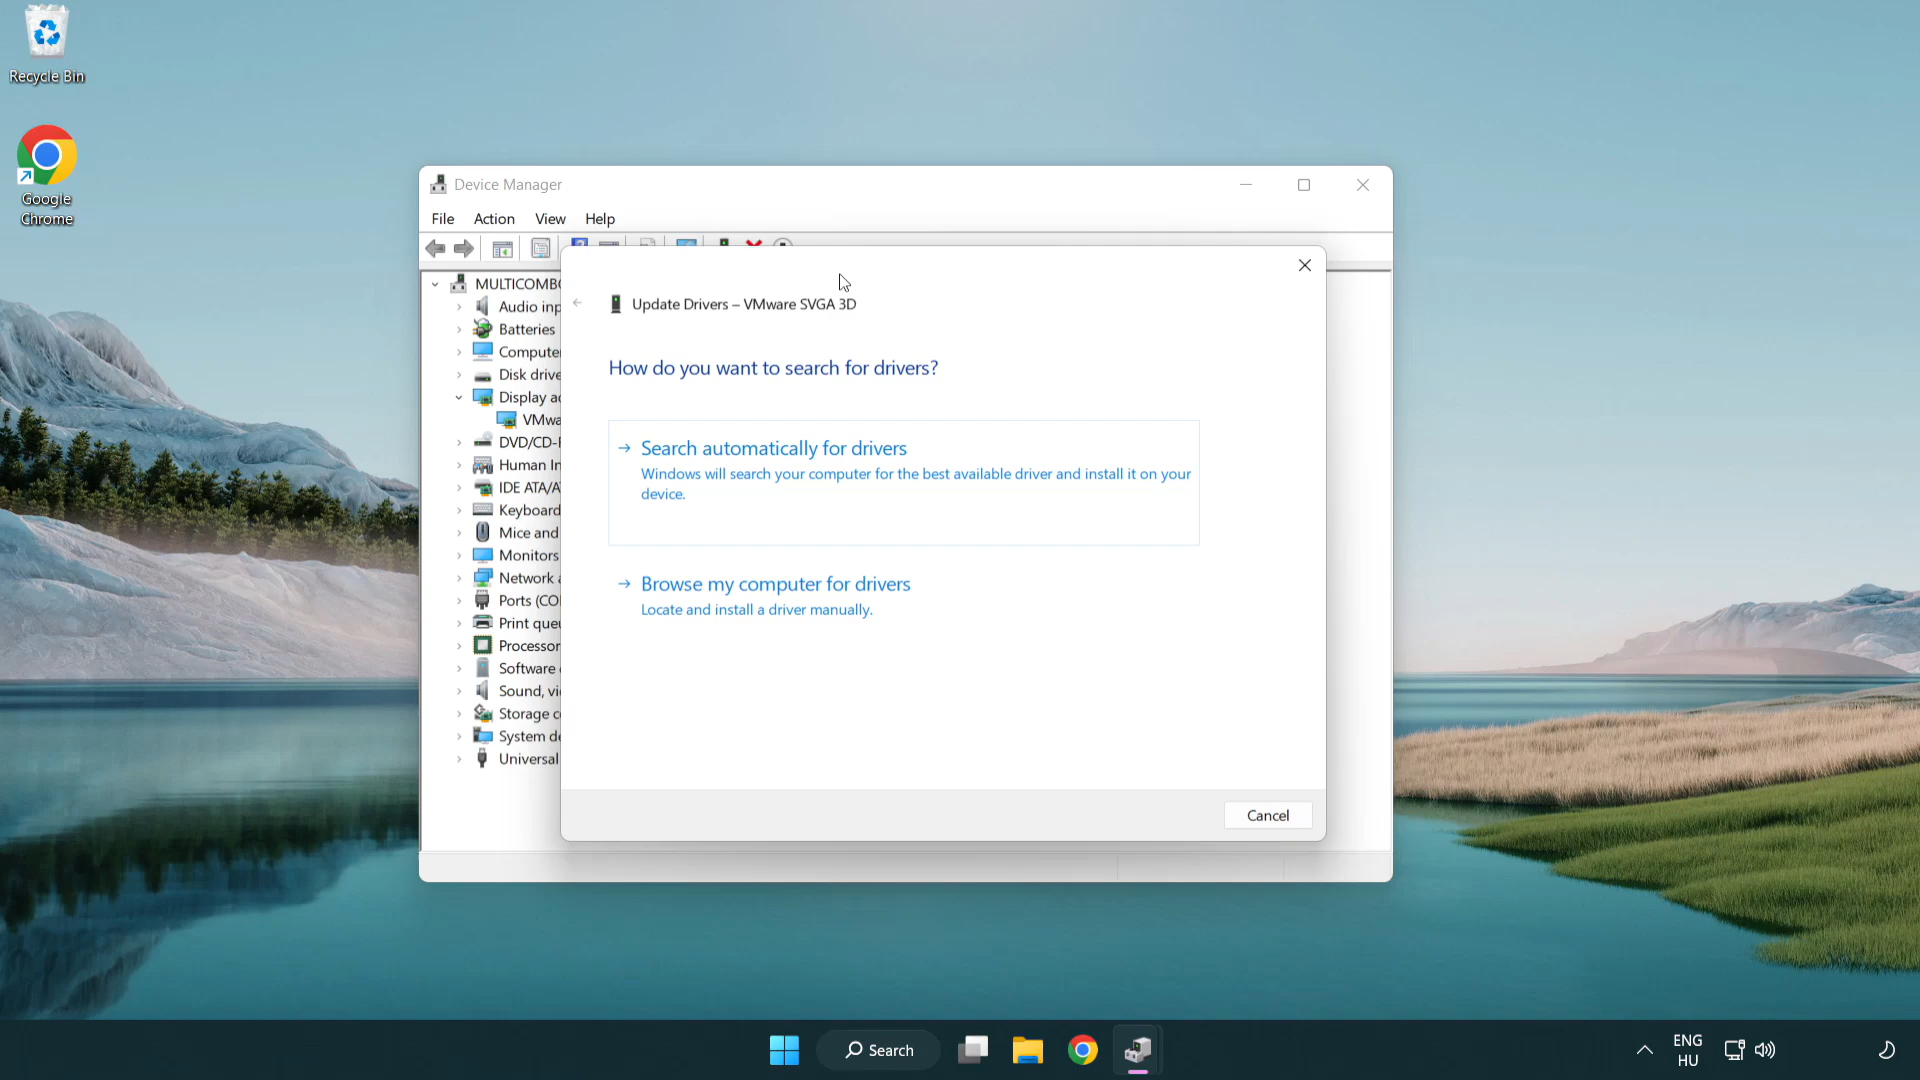 Recycle Bin
Google
Chrome
Device Manager
File Action View Help
MULTICOMB
Audio inp
Batteries
Compute
Disk drive
Display a
VMwa
DVD/CD-
Human In
IDE ATA/A
Keyboard
Mice and
Monitors
Network
Ports (CO
Print que
Processor
Software
Sound, vi
Storage c
System de
Universal
Update Drivers – VMware SVGA 3D
How do you want to search for drivers?
Search automatically for drivers
Windows will search your computer for the best available driver and install it on your
device.
Browse my computer for drivers
Locate and install a driver manually.
Cancel
Search
ENG
HU